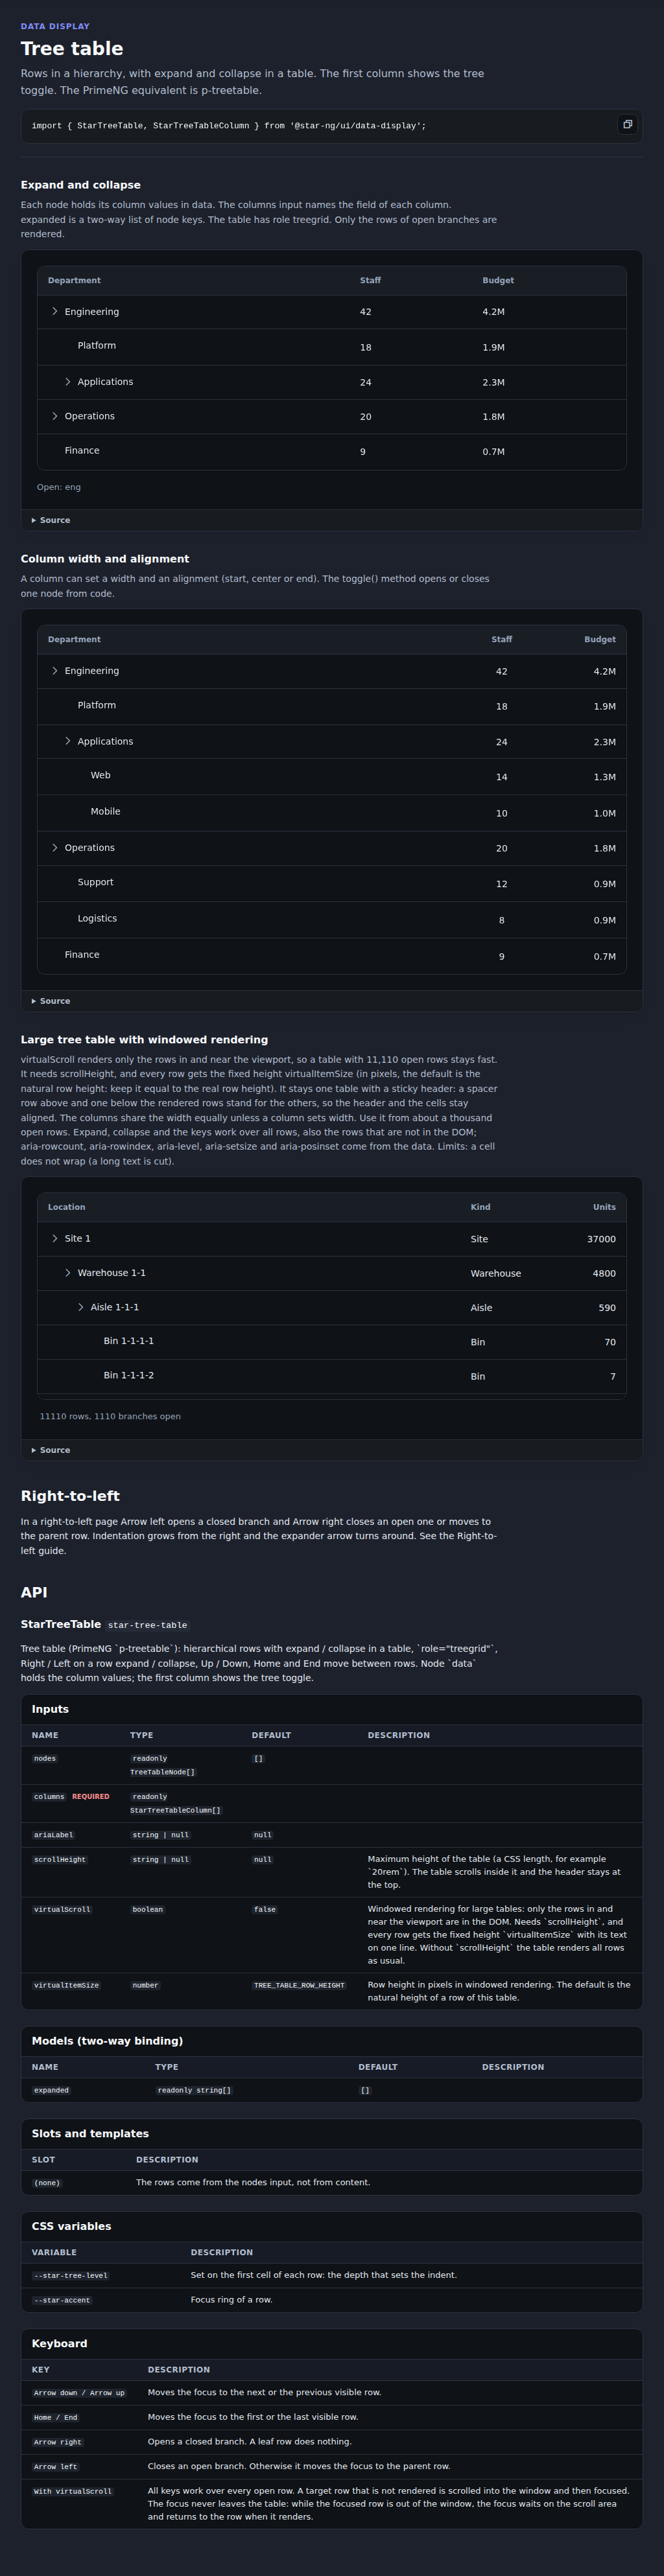 DATA DISPLAY
Tree table
Rows in a hierarchy, with expand and collapse in a table. The first column shows the tree
toggle. The PrimeNG equivalent is p-treetable.
import { StarTreeTable, StarTreeTableColumn } from '@star-ng/ui/data-display';
Expand and collapse
Each node holds its column values in data. The columns input names the field of each column.
expanded is a two-way list of node keys. The table has role treegrid. Only the rows of open branches are
rendered.
Department Staff Budget
Engineering 42 4.2M
Platform 18 1.9M
Applications 24 2.3M
Operations 20 1.8M
Finance 9 0.7M
Open: eng
Source
Column width and alignment
A column can set a width and an alignment (start, center or end). The toggle() method opens or closes
one node from code.
Department Staff Budget
Engineering 42 4.2M
Platform 18 1.9M
Applications 24 2.3M
Web 14 1.3M
Mobile 10 1.0M
Operations 20 1.8M
Support 12 0.9M
Logistics 8 0.9M
Finance 9 0.7M
Source
Large tree table with windowed rendering
virtualScroll renders only the rows in and near the viewport, so a table with 11,110 open rows stays fast.
It needs scrollHeight, and every row gets the fixed height virtualItemSize (in pixels, the default is the
natural row height: keep it equal to the real row height). It stays one table with a sticky header: a spacer
row above and one below the rendered rows stand for the others, so the header and the cells stay
aligned. The columns share the width equally unless a column sets width. Use it from about a thousand
open rows. Expand, collapse and the keys work over all rows, also the rows that are not in the DOM;
aria-rowcount, aria-rowindex, aria-level, aria-setsize and aria-posinset come from the data. Limits: a cell
does not wrap (a long text is cut).
Location Kind Units
Site 1 Site 37000
Warehouse 1-1 Warehouse 4800
Aisle 1-1-1 Aisle 590
Bin 1-1-1-1 Bin 70
Bin 1-1-1-2 Bin 7
11110 rows, 1110 branches open
Source
Right-to-left
In a right-to-left page Arrow left opens a closed branch and Arrow right closes an open one or moves to
the parent row. Indentation grows from the right and the expander arrow turns around. See the Right-to-
left guide.
API
StarTreeTable star-tree-table
Tree table (PrimeNG `p-treetable`): hierarchical rows with expand / collapse in a table, `role="treegrid"`,
Right / Left on a row expand / collapse, Up / Down, Home and End move between rows. Node `data`
holds the column values; the first column shows the tree toggle.
Inputs
NAME TYPE DEFAULT DESCRIPTION
nodes readonly TreeTableNode[] []
columns REQUIRED readonly StarTreeTableColumn[]
ariaLabel string | null null
scrollHeight string | null null Maximum height of the table (a CSS length, for example
`20rem`). The table scrolls inside it and the header stays at
the top.
virtualScroll boolean false Windowed rendering for large tables: only the rows in and
near the viewport are in the DOM. Needs `scrollHeight`, and
every row gets the fixed height `virtualItemSize` with its text
on one line. Without `scrollHeight` the table renders all rows
as usual.
virtualItemSize number TREE_TABLE_ROW_HEIGHT Row height in pixels in windowed rendering. The default is the
natural height of a row of this table.
Models (two-way binding)
NAME TYPE DEFAULT DESCRIPTION
expanded readonly string[] []
Slots and templates
SLOT DESCRIPTION
(none) The rows come from the nodes input, not from content.
CSS variables
VARIABLE DESCRIPTION
--star-tree-level Set on the first cell of each row: the depth that sets the indent.
--star-accent Focus ring of a row.
Keyboard
KEY DESCRIPTION
Arrow down / Arrow up Moves the focus to the next or the previous visible row.
Home / End Moves the focus to the first or the last visible row.
Arrow right Opens a closed branch. A leaf row does nothing.
Arrow left Closes an open branch. Otherwise it moves the focus to the parent row.
With virtualScroll All keys work over every open row. A target row that is not rendered is scrolled into the window and then focused.
The focus never leaves the table: while the focused row is out of the window, the focus waits on the scroll area
and returns to the row when it renders.